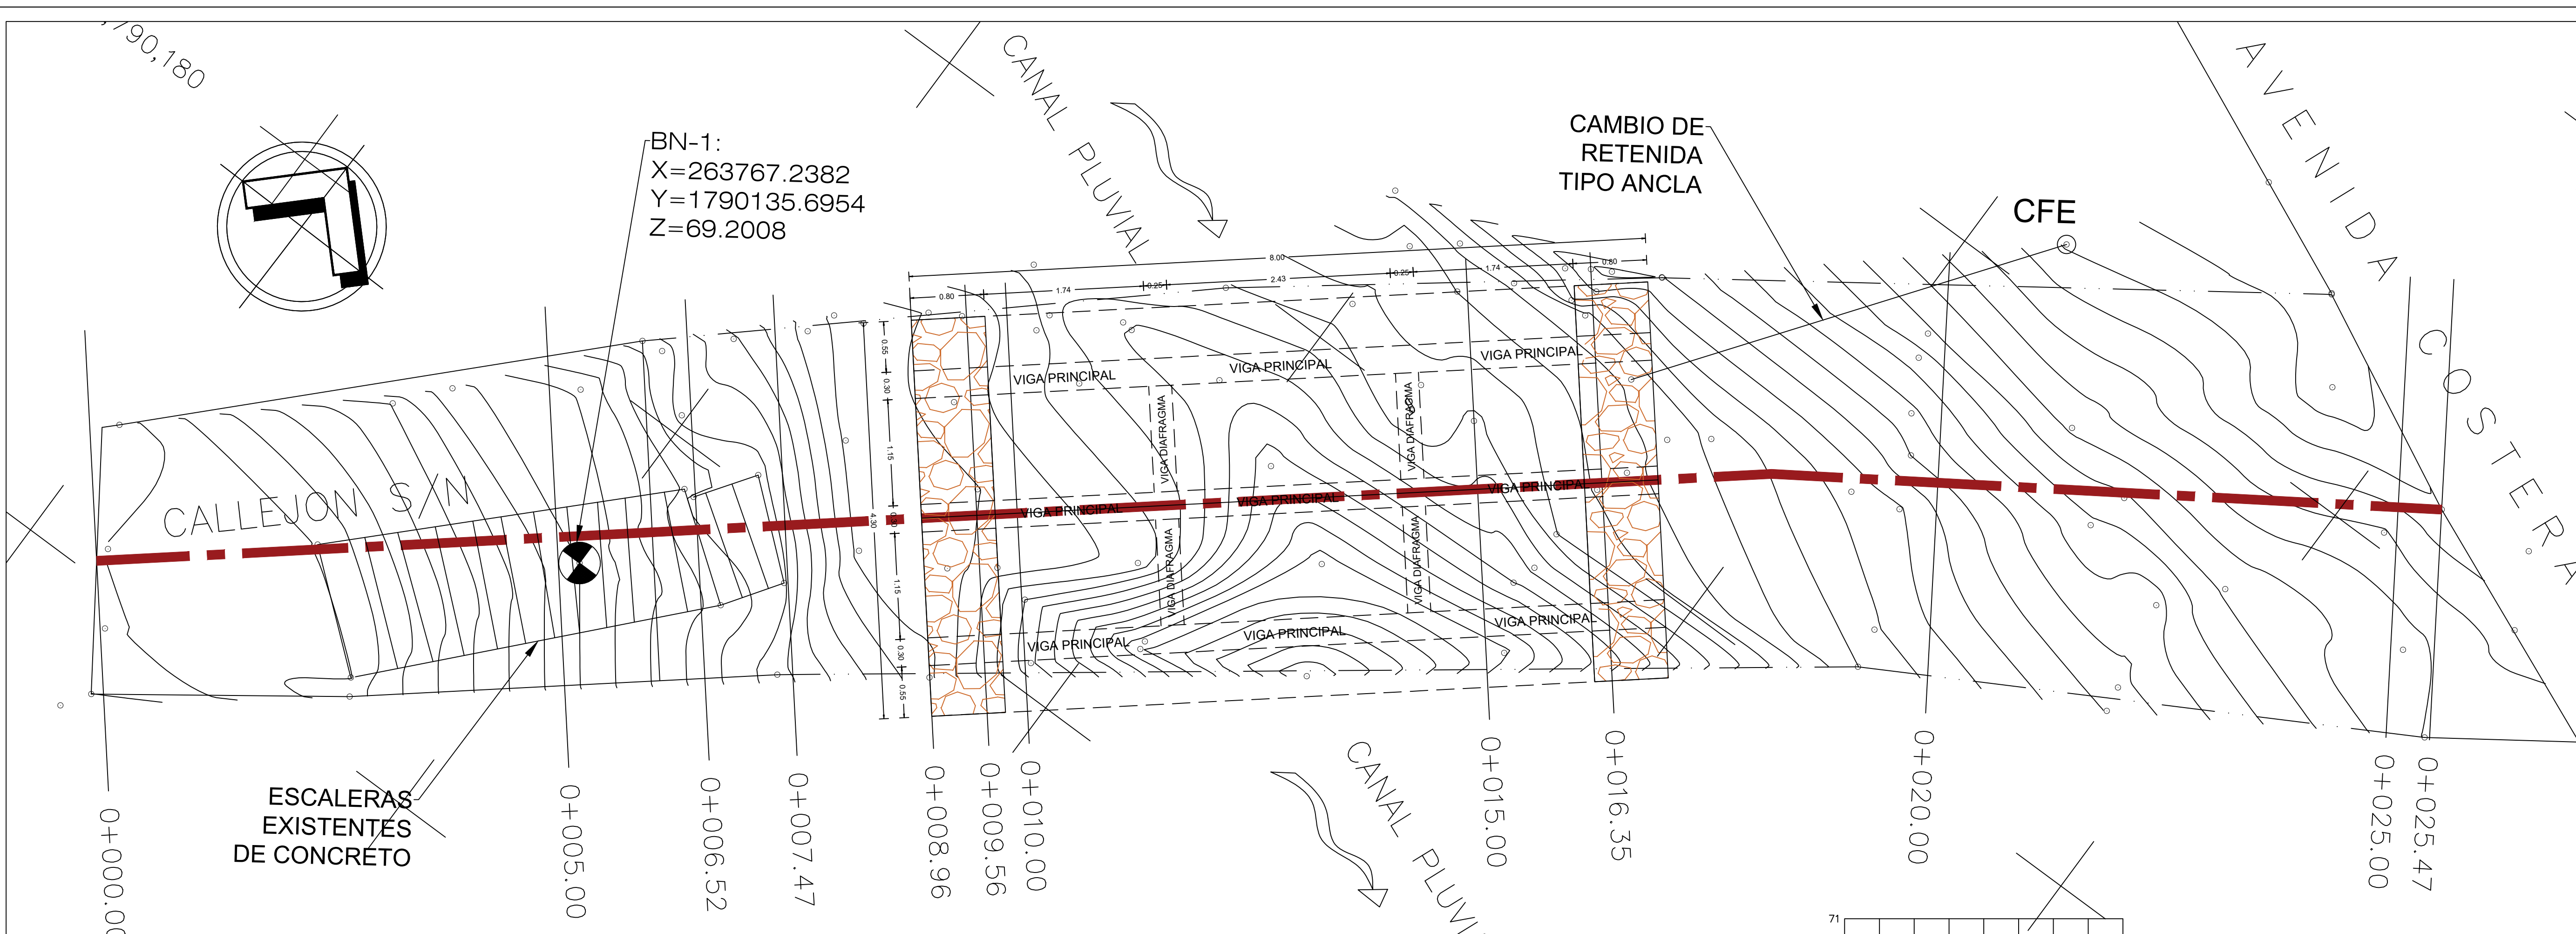 ,790,180
BN-1:
X=263767.2382
Y=1790135.6954
Z=69.2008
CANAL PLUVIAL
CAMBIO DE
RETENIDA
TIPO ANCLA
CFE
AVENIDA COSTERA
8.00
0.80
1.74
0.25
2.43
0.25
1.74
0.80
0.55
0.30
1.15
0.30
1.15
0.30
0.55
4.30
VIGA PRINCIPAL
VIGA PRINCIPAL
VIGA PRINCIPAL
VIGA DIAFRAGMA
VIGA DIAFRAGMA
VIGA PRINCIPAL
VIGA PRINCIPAL
VIGA PRINCIPAL
VIGA DIAFRAGMA
VIGA DIAFRAGMA
VIGA PRINCIPAL
VIGA PRINCIPAL
VIGA PRINCIPAL
CALLEJON S/N
ESCALERAS
EXISTENTES
DE CONCRETO
CANAL PLUVI
0+000.00
0+005.00
0+006.52
0+007.47
0+008.96
0+009.56
0+010.00
0+015.00
0+016.35
0+020.00
0+025.00
0+025.47
71